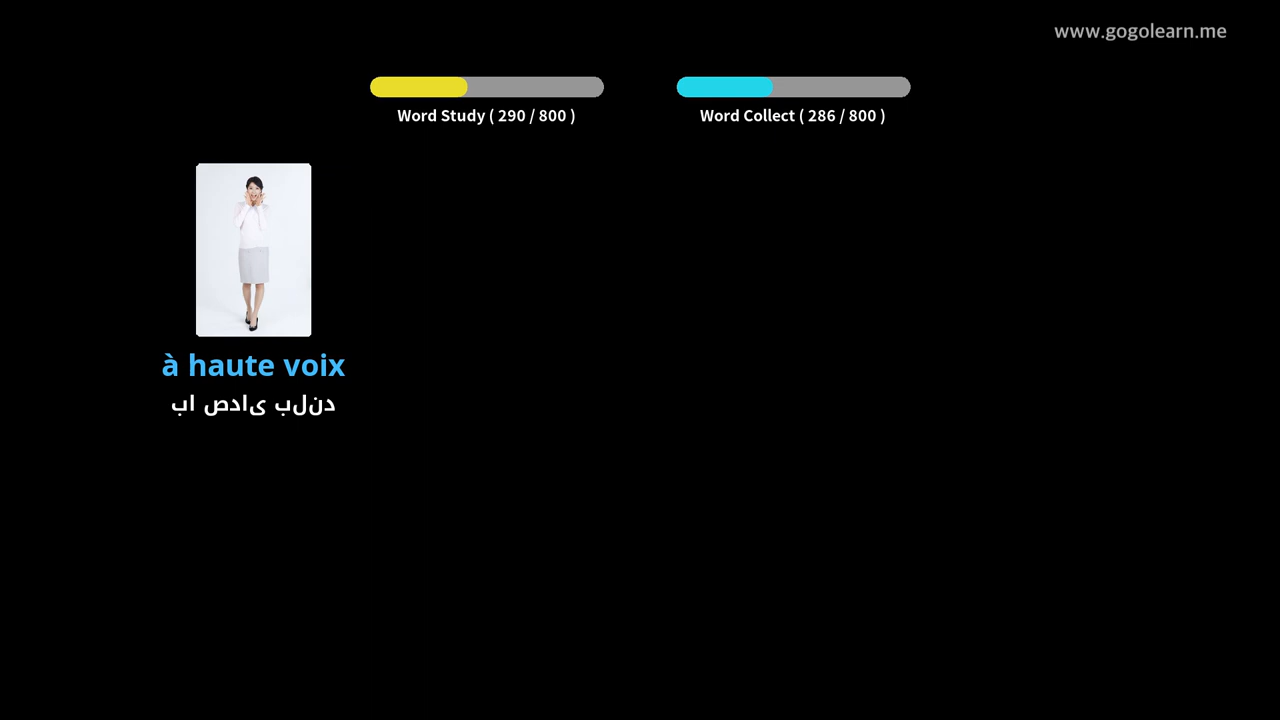 www.gogolearn.me
Word Study ( 290 / 800 )
Word Collect ( 286 / 800 )
à haute voix
با صدای بلند